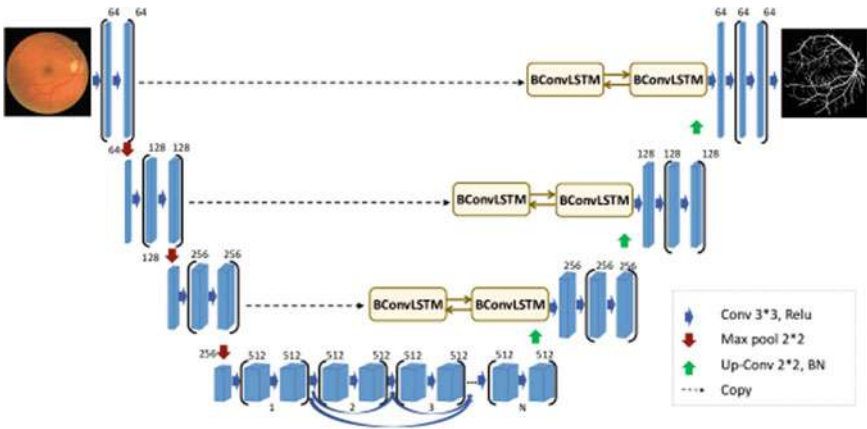 64 64
64 64
BConvLSTM BConvLSTM
64 128 128
128 128 128
BConvLSTM BConvLSTM
128 256 256
256 256 256
BConvLSTM BConvLSTM
256 512 512 512 512 512 512 512 512
1 2 3 N
Conv 3*3, Relu
Max pool 2*2
Up-Conv 2*2, BN
Copy